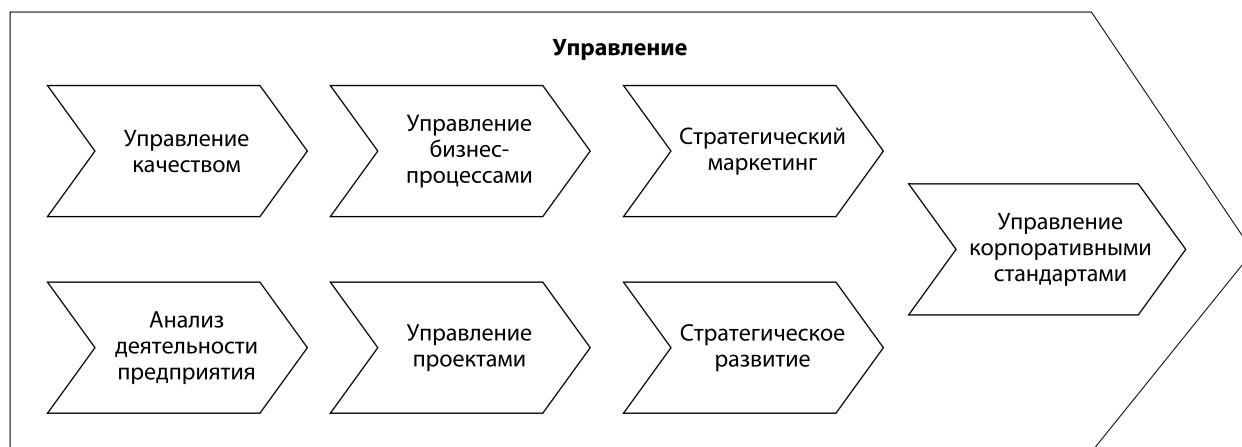 Управление
Управление
качеством
Управление
бизнес-
процессами
Стратегический
маркетинг
Управление
корпоративными
стандартами
Анализ
деятельности
предприятия
Управление
проектами
Стратегическое
развитие